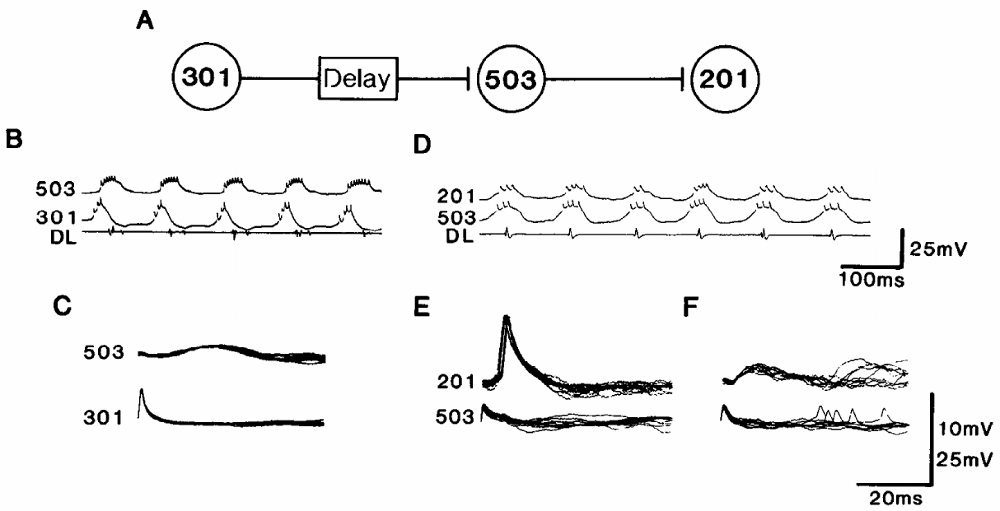 A
301 Delay 503 201
B
503
301
DL
D
201
503
DL
25mV
100ms
C
503
301
E
201
503
F
10mV
25mV
20ms